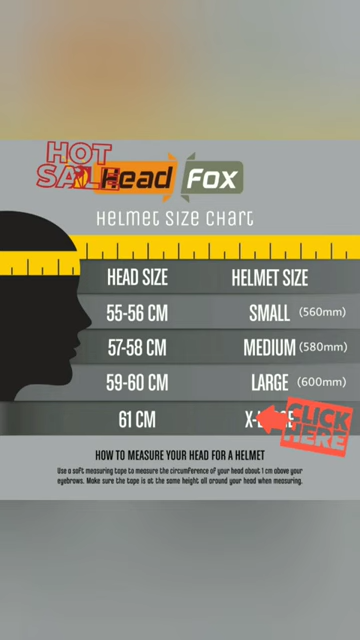 HOT
SALE Head Fox
Helmet Size Chart
HEAD SIZE HELMET SIZE
55-56 CM SMALL (560mm)
57-58 CM MEDIUM (580mm)
59-60 CM LARGE (600mm)
61 CM
CLICK
HERE
HOW TO MEASURE YOUR HEAD FOR A HELMET
Use a soft measuring tape to measure the circumference of your head about 1 cm above your
eyebrows. Make sure the tape is at the same height all around your head when measuring.